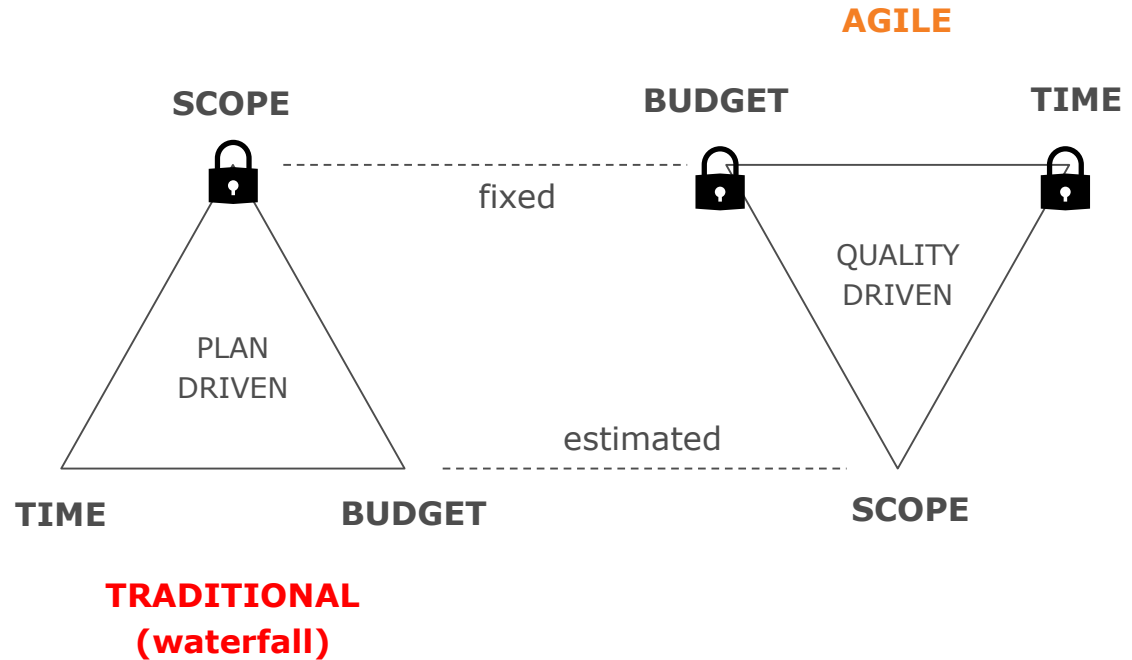 AGILE
SCOPE
BUDGET
TIME
fixed
QUALITY
DRIVEN
PLAN
DRIVEN
estimated
TIME
BUDGET
SCOPE
TRADITIONAL
(waterfall)